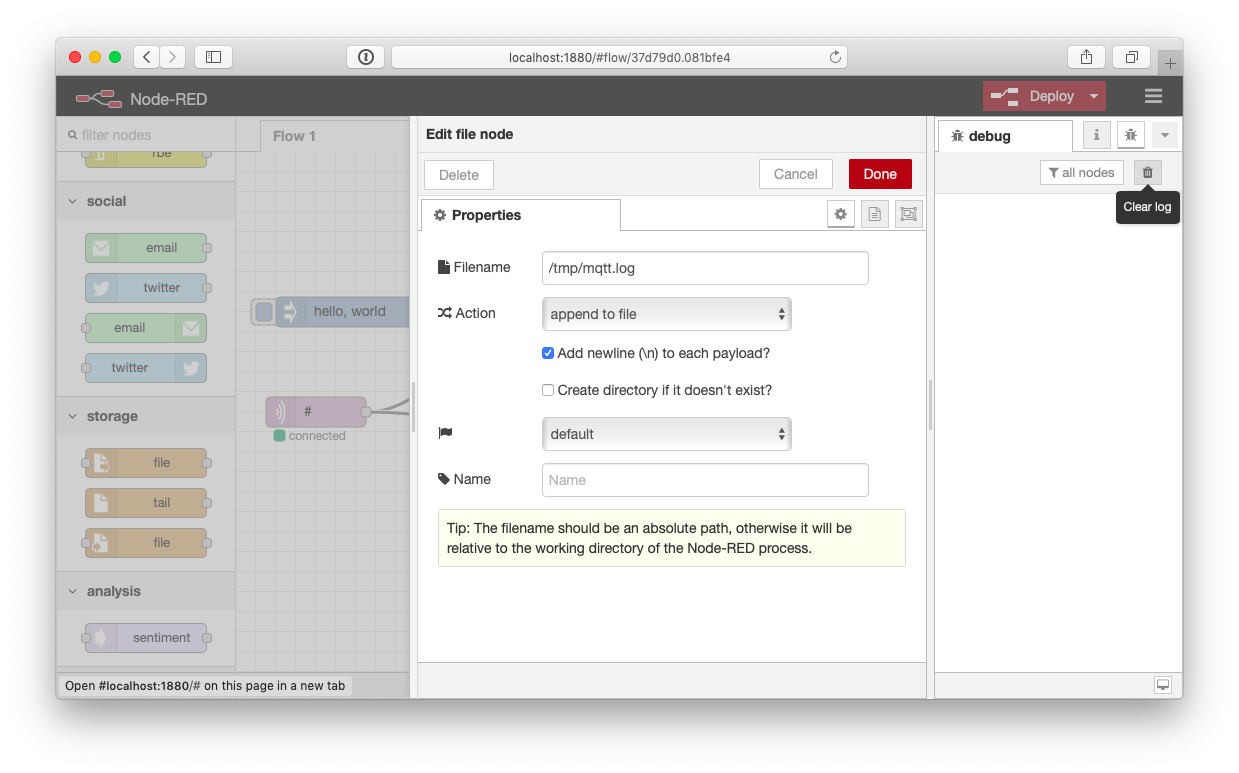 localhost:1880/#flow/37d79d0.081bfe4
Node-RED
Deploy
filter nodes
rbe
social
email
twitter
email
twitter
storage
file
tail
file
analysis
sentiment
Open #localhost:1880/# on this page in a new tab
Flow 1
hello, world
#
connected
Edit file node
Delete
Cancel
Done
Properties
Filename
/tmp/mqtt.log
Action
append to file
Add newline (\n) to each payload?
Create directory if it doesn't exist?
default
Name
Name
Tip: The filename should be an absolute path, otherwise it will be
relative to the working directory of the Node-RED process.
debug
i
all nodes
Clear log